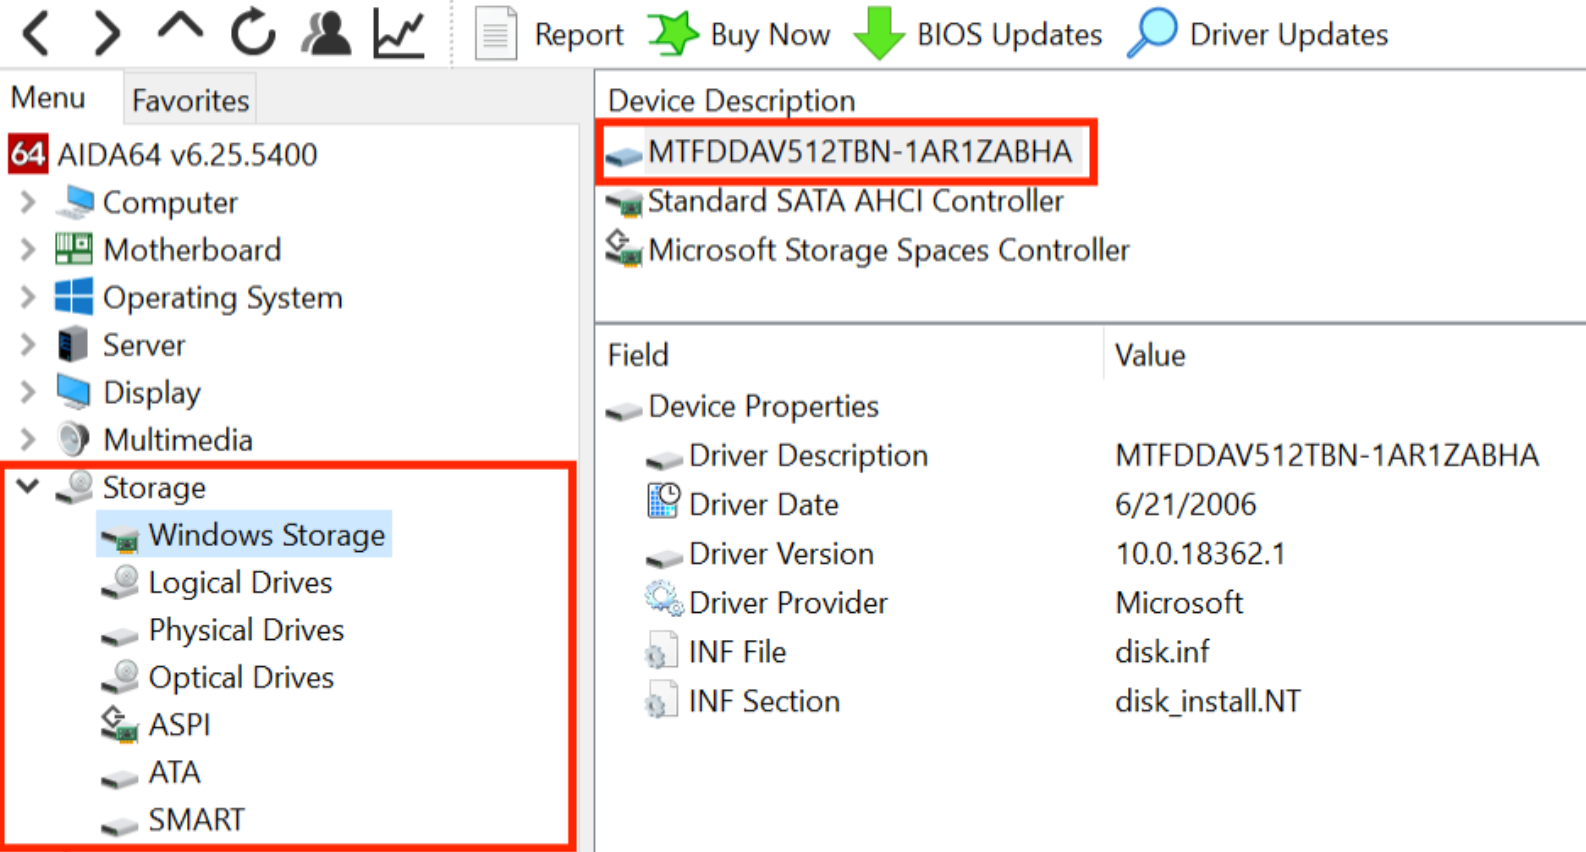 Report Buy Now BIOS Updates Driver Updates
Menu Favorites
64 AIDA64 v6.25.5400
Computer
Motherboard
Operating System
Server
Display
Multimedia
Storage
Windows Storage
Logical Drives
Physical Drives
Optical Drives
ASPI
ATA
SMART
Device Description
MTFDDAV512TBN-1AR1ZABHA
Standard SATA AHCI Controller
Microsoft Storage Spaces Controller
Field Value
Device Properties
Driver Description MTFDDAV512TBN-1AR1ZABHA
Driver Date 6/21/2006
Driver Version 10.0.18362.1
Driver Provider Microsoft
INF File disk.inf
INF Section disk_install.NT